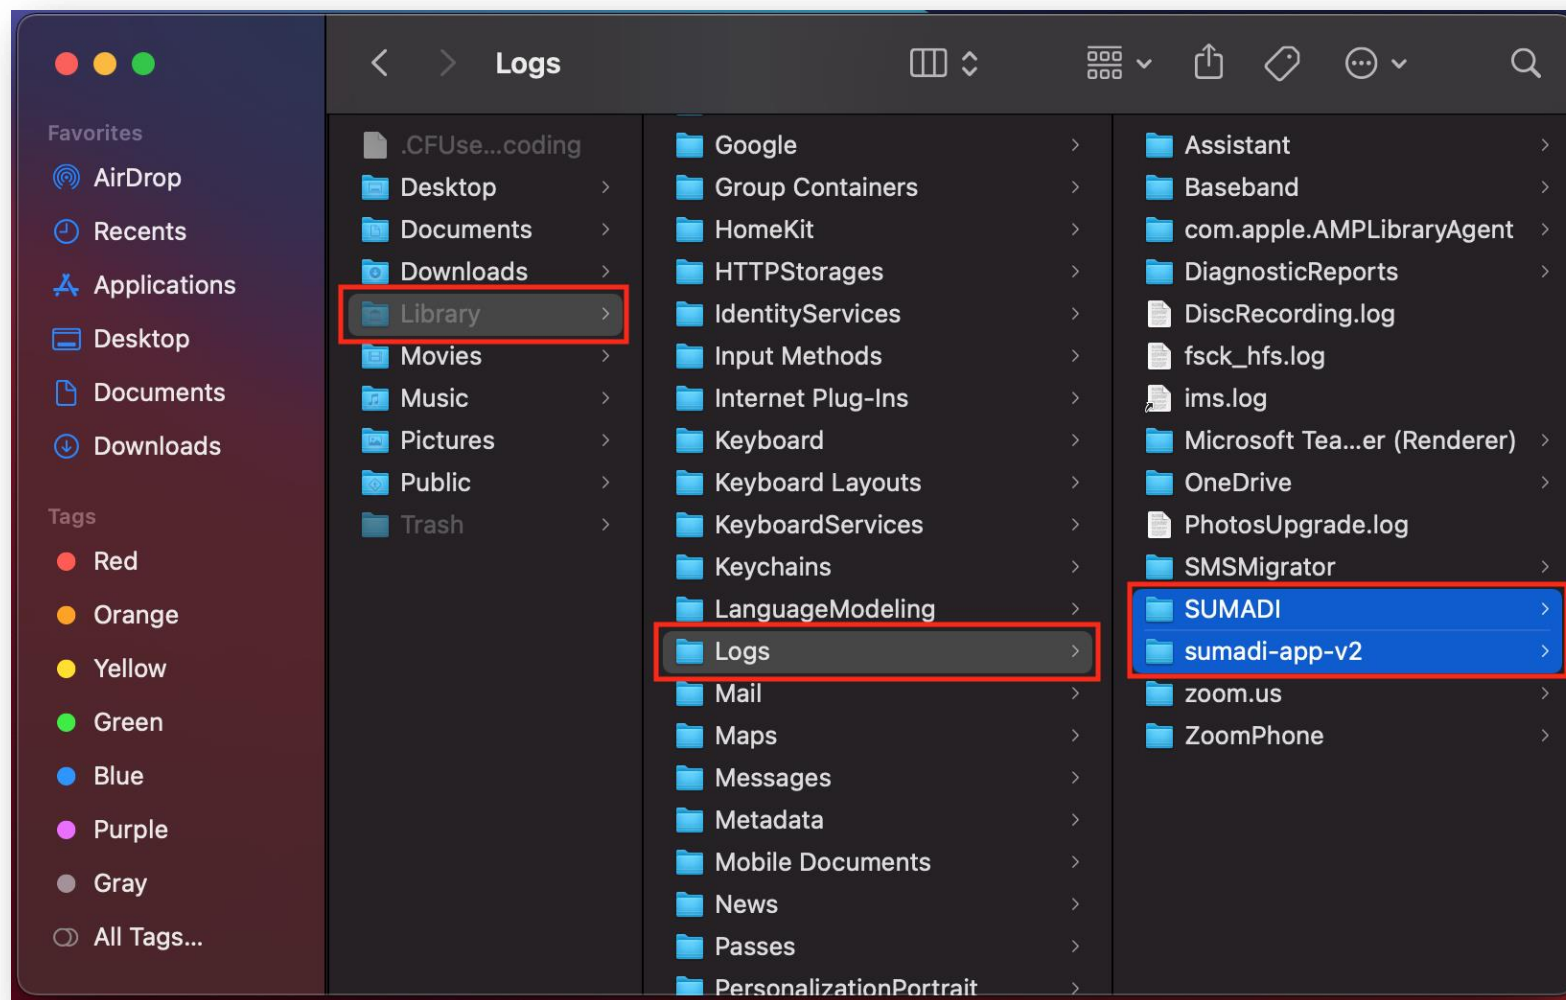 Logs
Favorites
AirDrop
Recents
Applications
Desktop
Documents
Downloads
Tags
Red
Orange
Yellow
Green
Blue
Purple
Gray
All Tags...
.CFUse...coding
Desktop
Documents
Downloads
Library
Movies
Music
Pictures
Public
Trash
Google
Group Containers
HomeKit
HTTPStorages
IdentityServices
Input Methods
Internet Plug-Ins
Keyboard
Keyboard Layouts
KeyboardServices
Keychains
LanguageModeling
Logs
Mail
Maps
Messages
Metadata
Mobile Documents
News
Passes
PersonalizationPortrait
Assistant
Baseband
com.apple.AMPLibraryAgent
DiagnosticReports
DiscRecording.log
fsck_hfs.log
ims.log
Microsoft Tea...er (Renderer)
OneDrive
PhotosUpgrade.log
SMSMigrator
SUMADI
sumadi-app-v2
zoom.us
ZoomPhone